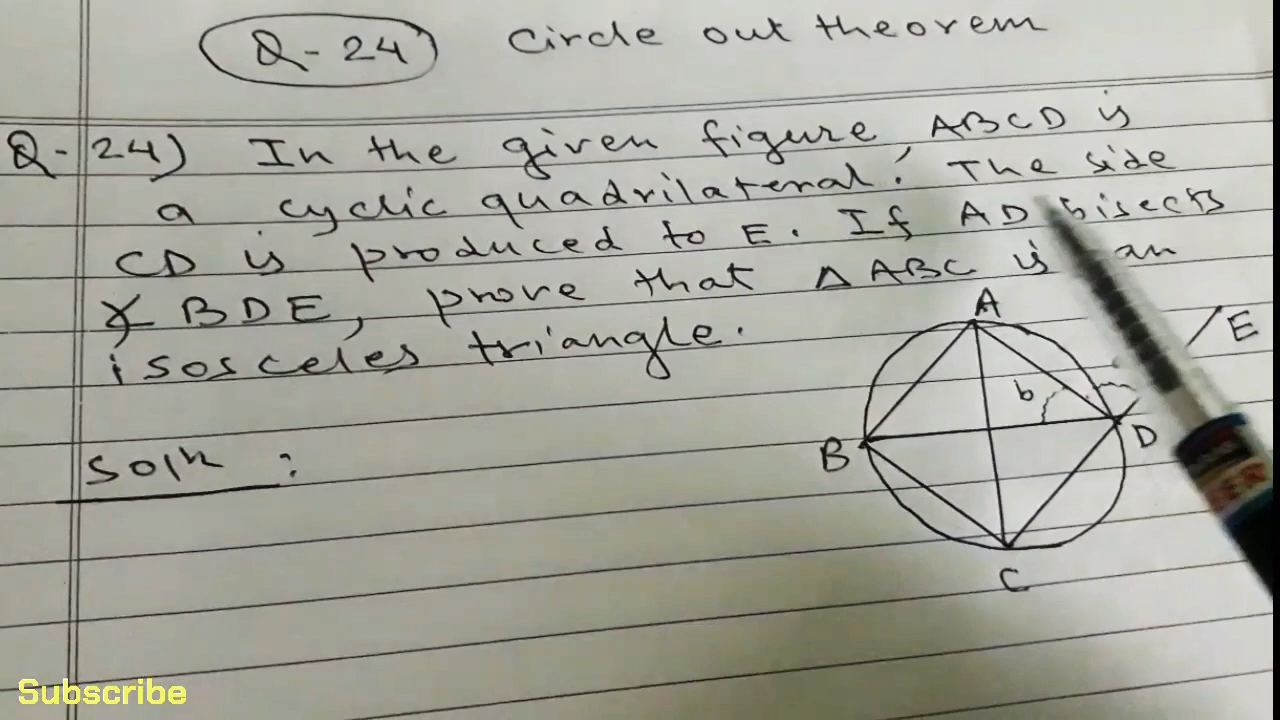 Q-24 Circle out theorem
Q-24) In the given figure, ABCD is
a cyclic quadrilateral. The side
CD is produced to E. If AD bisects
∠BDE, prove that Δ ABC is an
isosceles triangle.
A
E
b
B
D
C
Soln :
Subscribe